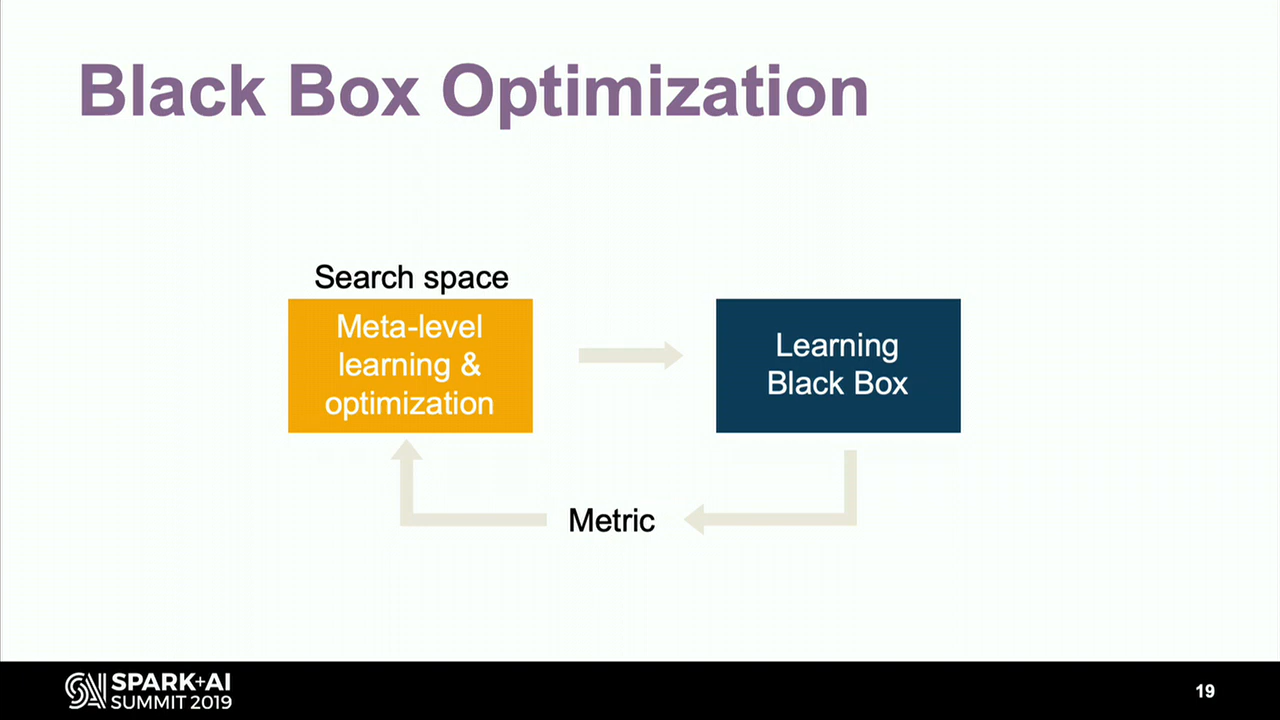 Black Box Optimization
Search space
Meta-level
learning &
optimization
Learning
Black Box
Metric
SPARK+AI
SUMMIT 2019
19